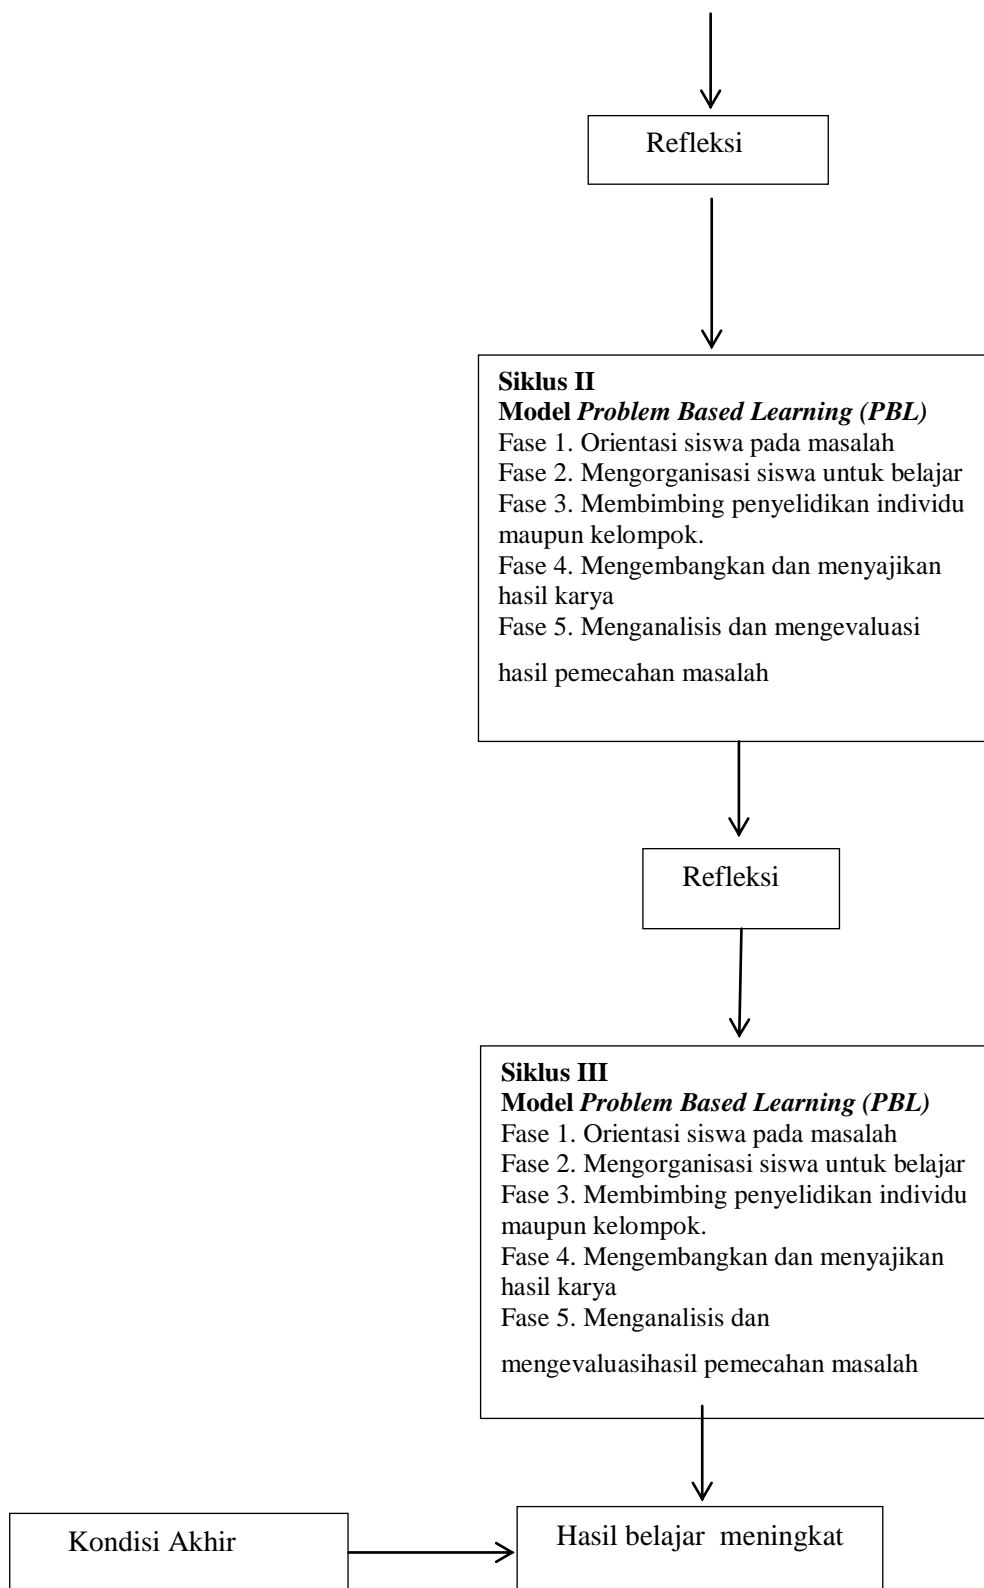 Refleksi
Siklus II
Model Problem Based Learning (PBL)
Fase 1. Orientasi siswa pada masalah
Fase 2. Mengorganisasi siswa untuk belajar
Fase 3. Membimbing penyelidikan individu
maupun kelompok.
Fase 4. Mengembangkan dan menyajikan
hasil karya
Fase 5. Menganalisis dan mengevaluasi
hasil pemecahan masalah
Refleksi
Siklus III
Model Problem Based Learning (PBL)
Fase 1. Orientasi siswa pada masalah
Fase 2. Mengorganisasi siswa untuk belajar
Fase 3. Membimbing penyelidikan individu
maupun kelompok.
Fase 4. Mengembangkan dan menyajikan
hasil karya
Fase 5. Menganalisis dan
mengevaluasihasil pemecahan masalah
Kondisi Akhir
Hasil belajar  meningkat